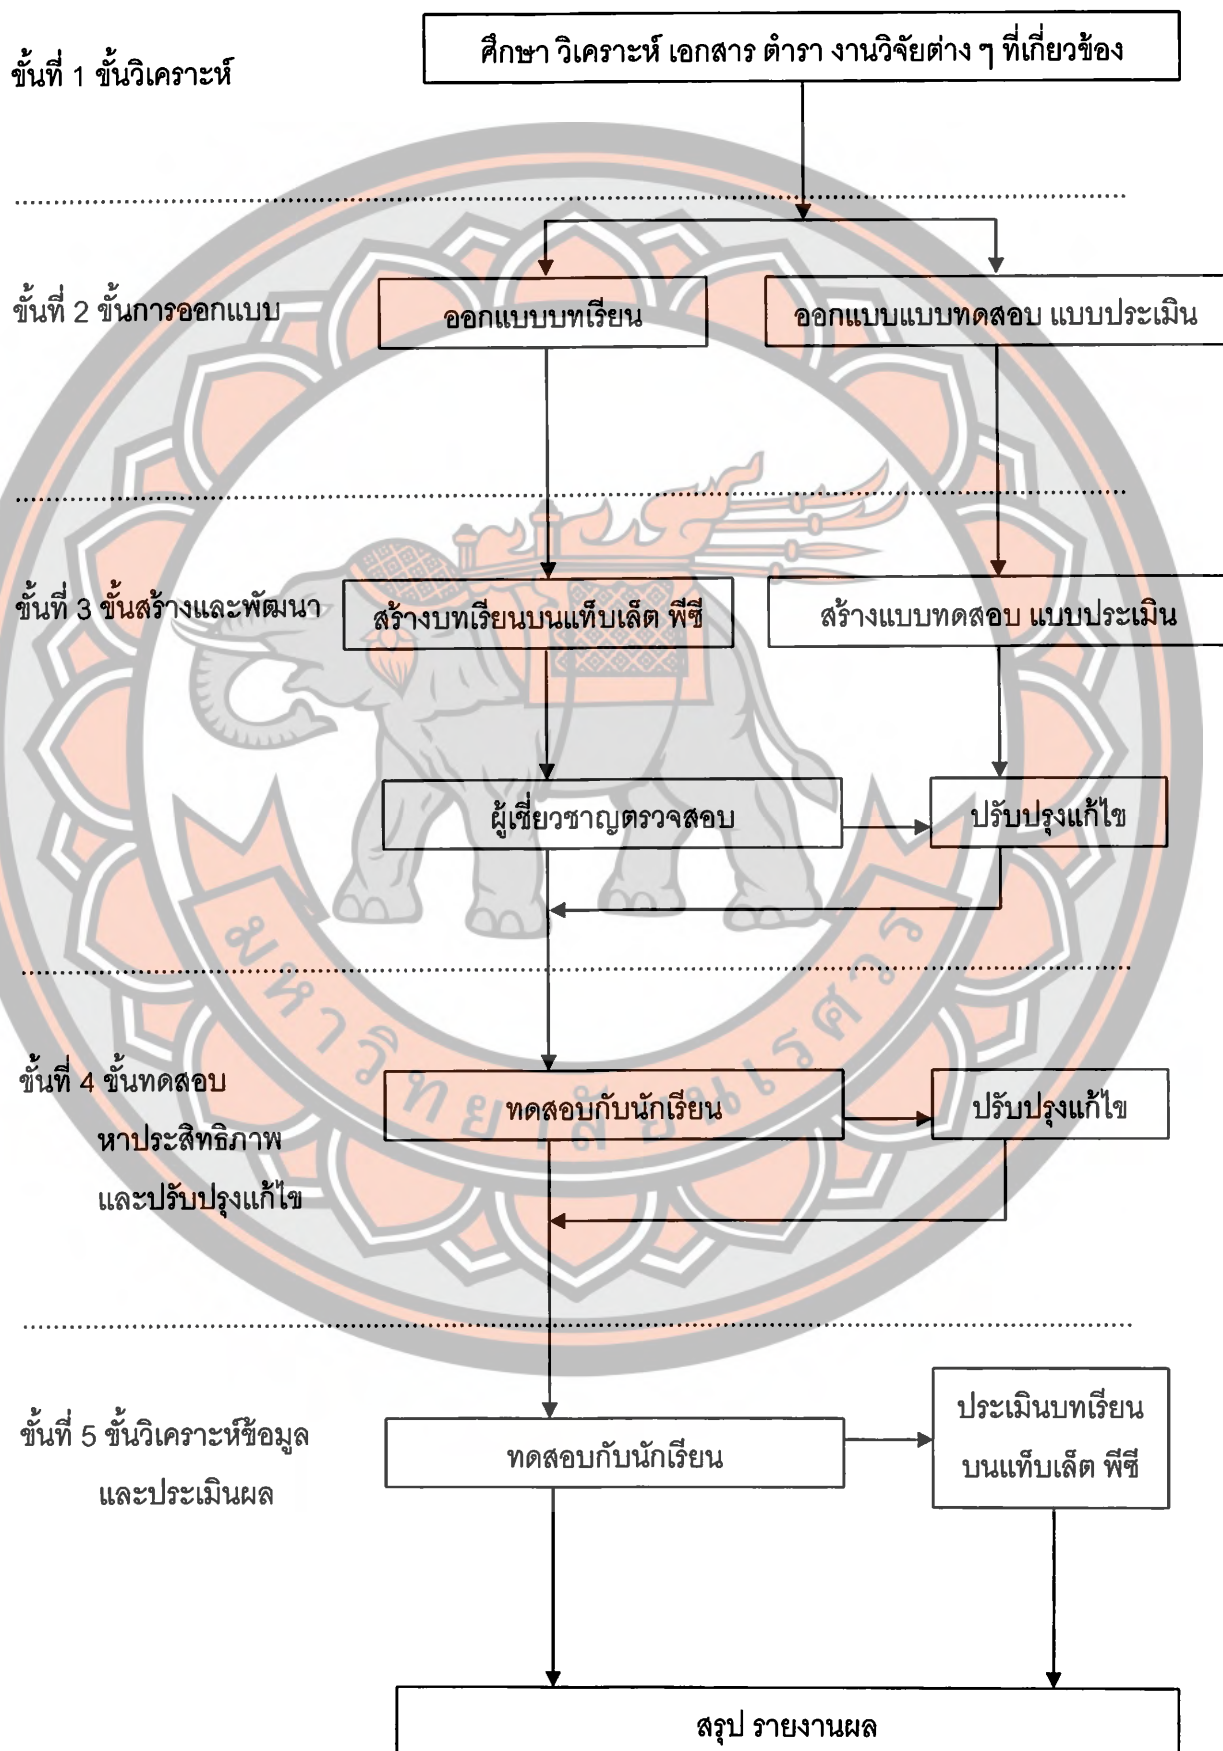 ศึกษา วิเคราะห์ เอกสาร ตำรา งานวิจัยต่าง ๆ ที่เกี่ยวข้อง
ขั้นที่ 1 ขั้นวิเคราะห์
ขั้นที่ 2 ขั้นการออกแบบ
ออกแบบบทเรียน
ออกแบบแบบทดสอบ แบบประเมิน
ขั้นที่ 3 ขั้นสร้างและพัฒนา
สร้างบทเรียนบนแท็บเล็ต พีซี
สร้างแบบทดสอบ แบบประเมิน
ผู้เชี่ยวชาญตรวจสอบ
ปรับปรุงแก้ไข
มหาวิทยาลัยนเรศวร
ขั้นที่ 4 ขั้นทดสอบ
หาประสิทธิภาพ
และปรับปรุงแก้ไข
ทดสอบกับนักเรียน
ปรับปรุงแก้ไข
ขั้นที่ 5 ขั้นวิเคราะห์ข้อมูล
และประเมินผล
ทดสอบกับนักเรียน
ประเมินบทเรียน
บนแท็บเล็ต พีซี
สรุป รายงานผล